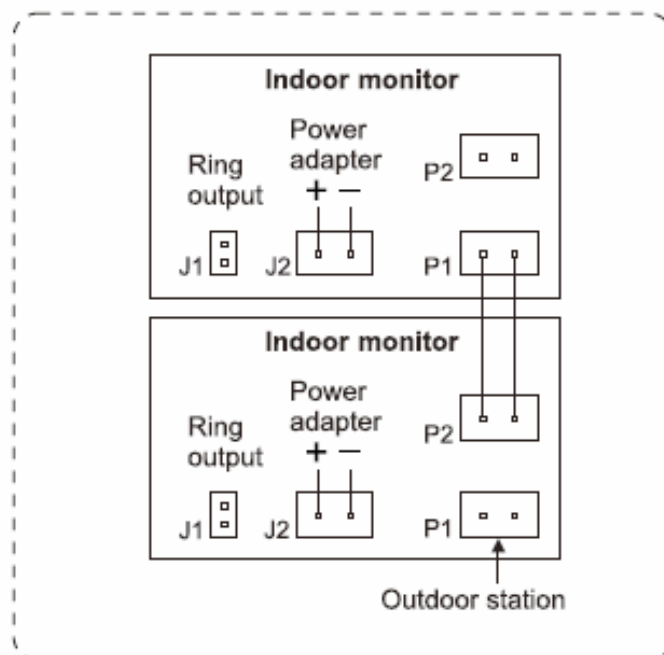 Indoor monitor
Power
adapter
+ −
Ring
output
P2
J1
J2
P1
Indoor monitor
Power
adapter
+ −
Ring
output
P2
J1
J2
P1
Outdoor station